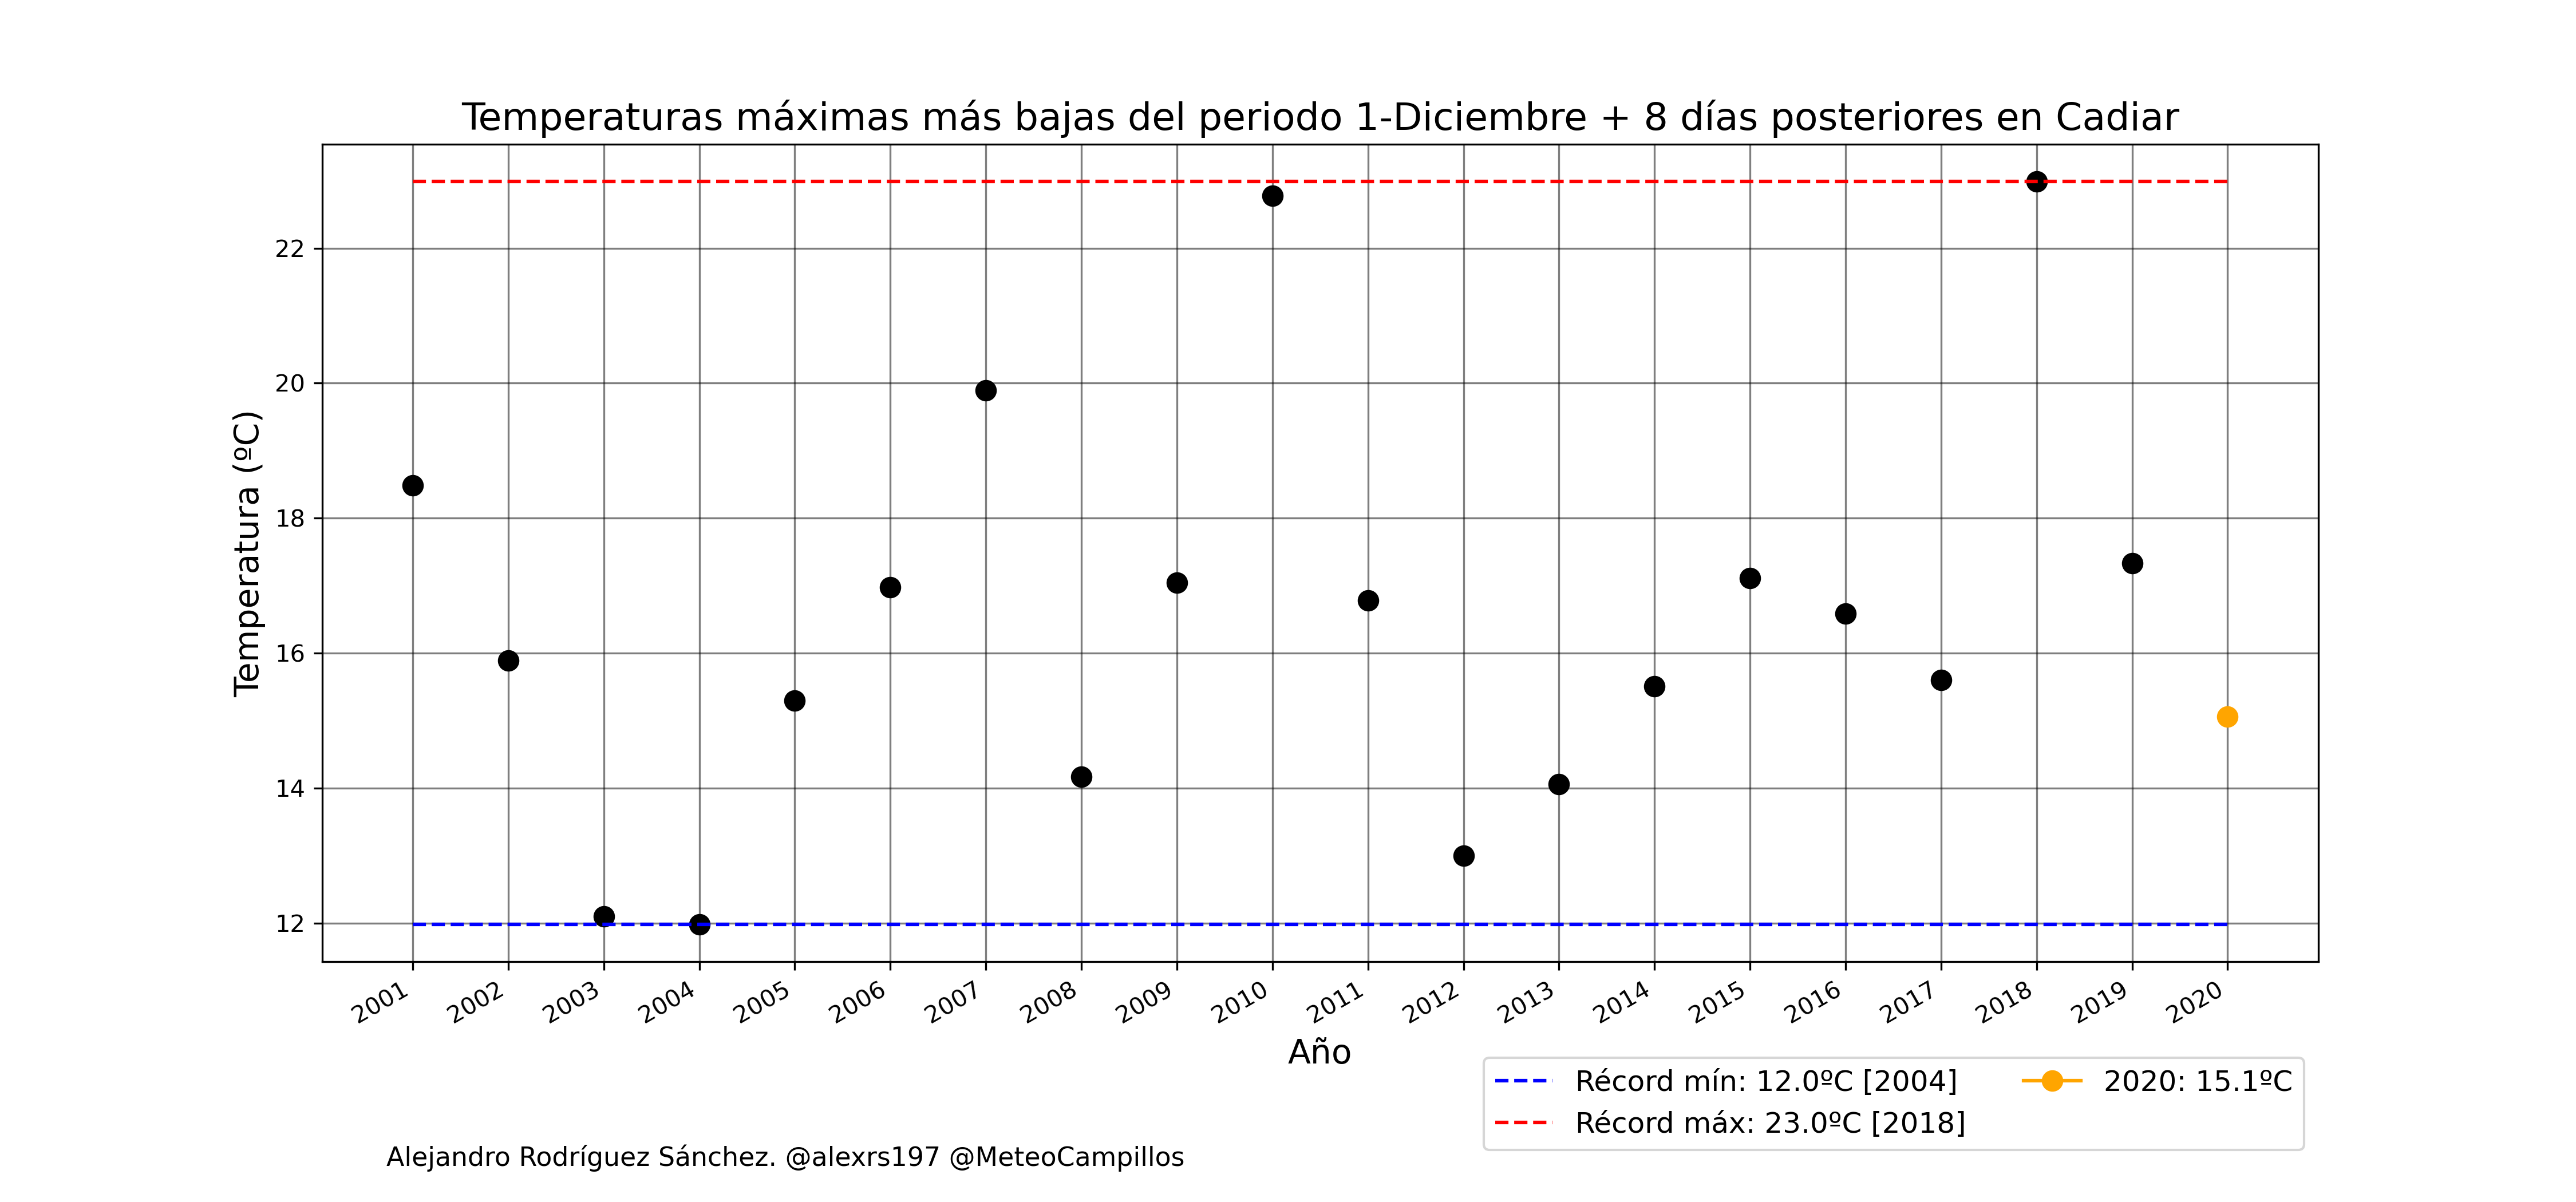 Temperaturas máximas más bajas del periodo 1-Diciembre + 8 días posteriores en Cadiar
Temperatura (ºC)
22
20
18
16
14
12
2001 2002 2003 2004 2005 2006 2007 2008 2009 2010 2011 2012 2013 2014 2015 2016 2017 2018 2019 2020
Año
Récord mín: 12.0ºC [2004]
Récord máx: 23.0ºC [2018]
2020: 15.1ºC
Alejandro Rodríguez Sánchez. @alexrs197 @MeteoCampillos